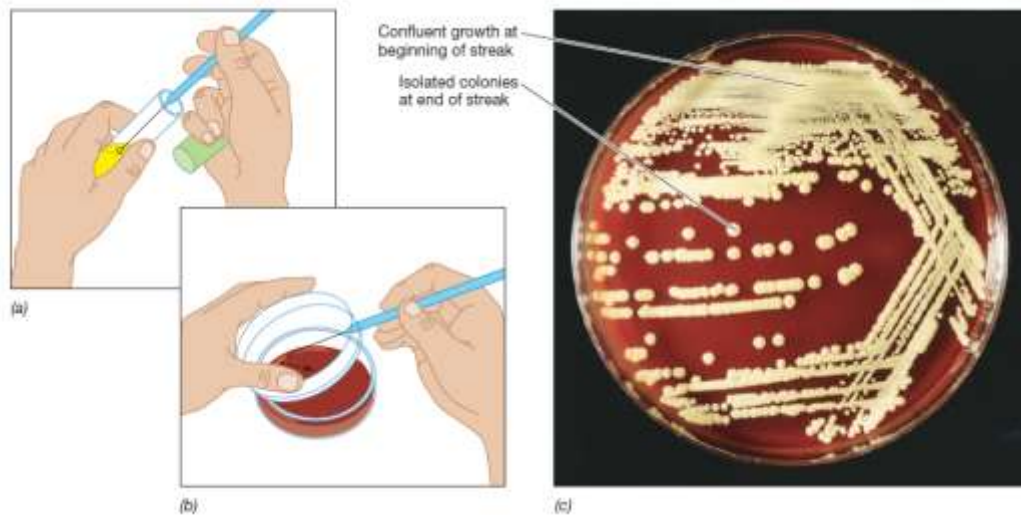 Confluent growth at
beginning of streak
Isolated colonies
at end of streak
(a)
(b)
(c)